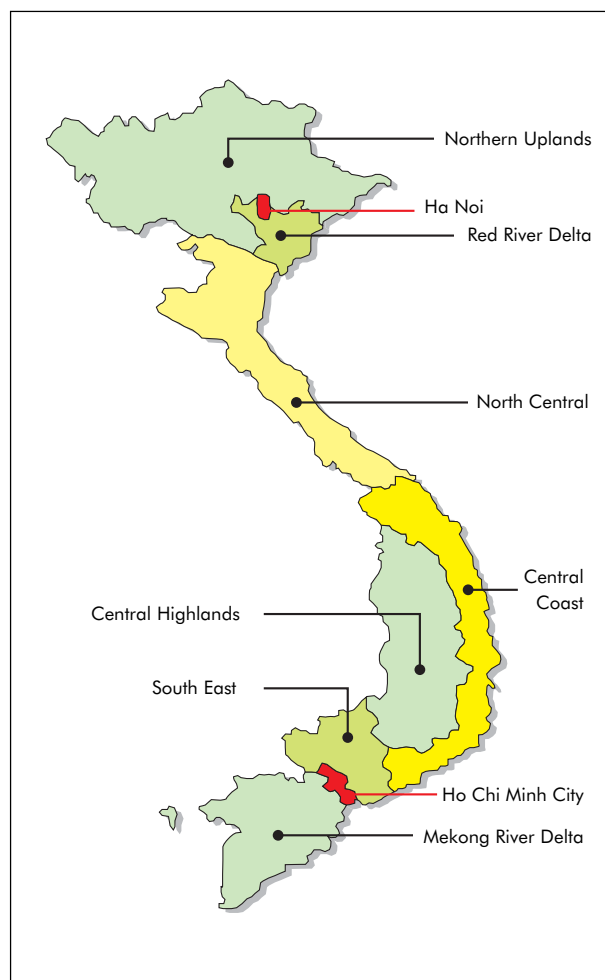 Northern Uplands
Ha Noi
Red River Delta
North Central
Central
Coast
Central Highlands
South East
Ho Chi Minh City
Mekong River Delta